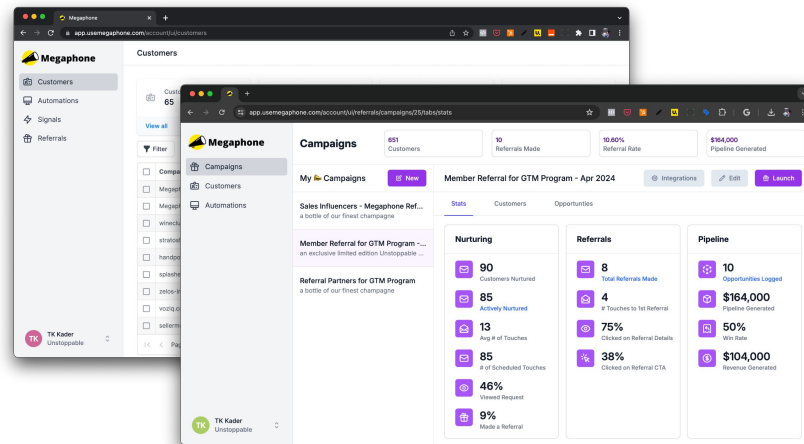 Megaphone
app.usemegaphone.com/account/ui/customers
Megaphone
Customers
Customers
Automations
Signals
Referrals
65
View all
Filter
TK
TK Kader
Unstoppable
app.usemegaphone.com/account/ui/referrals/campaigns/25/tabs/stats
Megaphone
Campaigns
Customers
Automations
TK
TK Kader
Unstoppable
Campaigns
651
Customers
10
Referrals Made
10.60%
Referral Rate
$164,000
Pipeline Generated
My Campaigns
New
Sales Influencers - Megaphone Ref...
a bottle of our finest champagne
Member Referral for GTM Program -...
an exclusive limited edition Unstoppable ...
Referral Partners for GTM Program
a bottle of our finest champagne
Member Referral for GTM Program - Apr 2024
Integrations
Edit
Launch
Stats
Customers
Opportunties
Nurturing
90
Customers Nurtured
85
Actively Nurtured
13
Avg # of Touches
85
# of Scheduled Touches
46%
Viewed Request
9%
Made a Referral
Referrals
8
Total Referrals Made
4
# Touches to 1st Referral
75%
Clicked on Referral Details
38%
Clicked on Referral CTA
Pipeline
10
Opportunities Logged
$164,000
Pipeline Generated
50%
Win Rate
$104,000
Revenue Generated